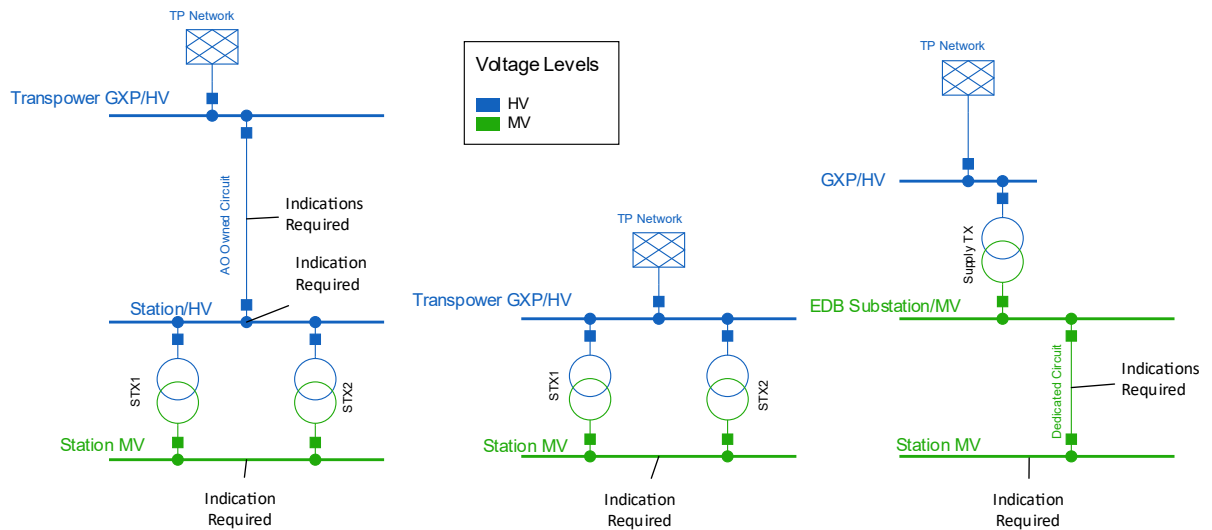 TP Network
Transpower GXP/HV
AO Owned Circuit
Indications
Required
Indication
Required
Station/HV
STX1
STX2
Station MV
Indication
Required
Voltage Levels
HV
MV
TP Network
Transpower GXP/HV
STX1
STX2
Station MV
Indication
Required
TP Network
GXP/HV
Supply TX
EDB Substation/MV
Dedicated Circuit
Indications
Required
Station MV
Indication
Required